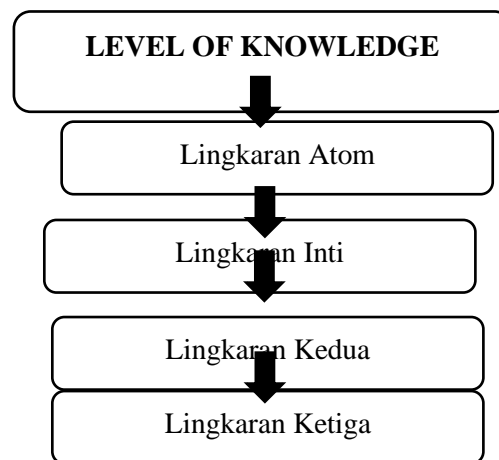 LEVEL OF KNOWLEDGE
Lingkaran Atom
Lingkaran Inti
Lingkaran Kedua
Lingkaran Ketiga